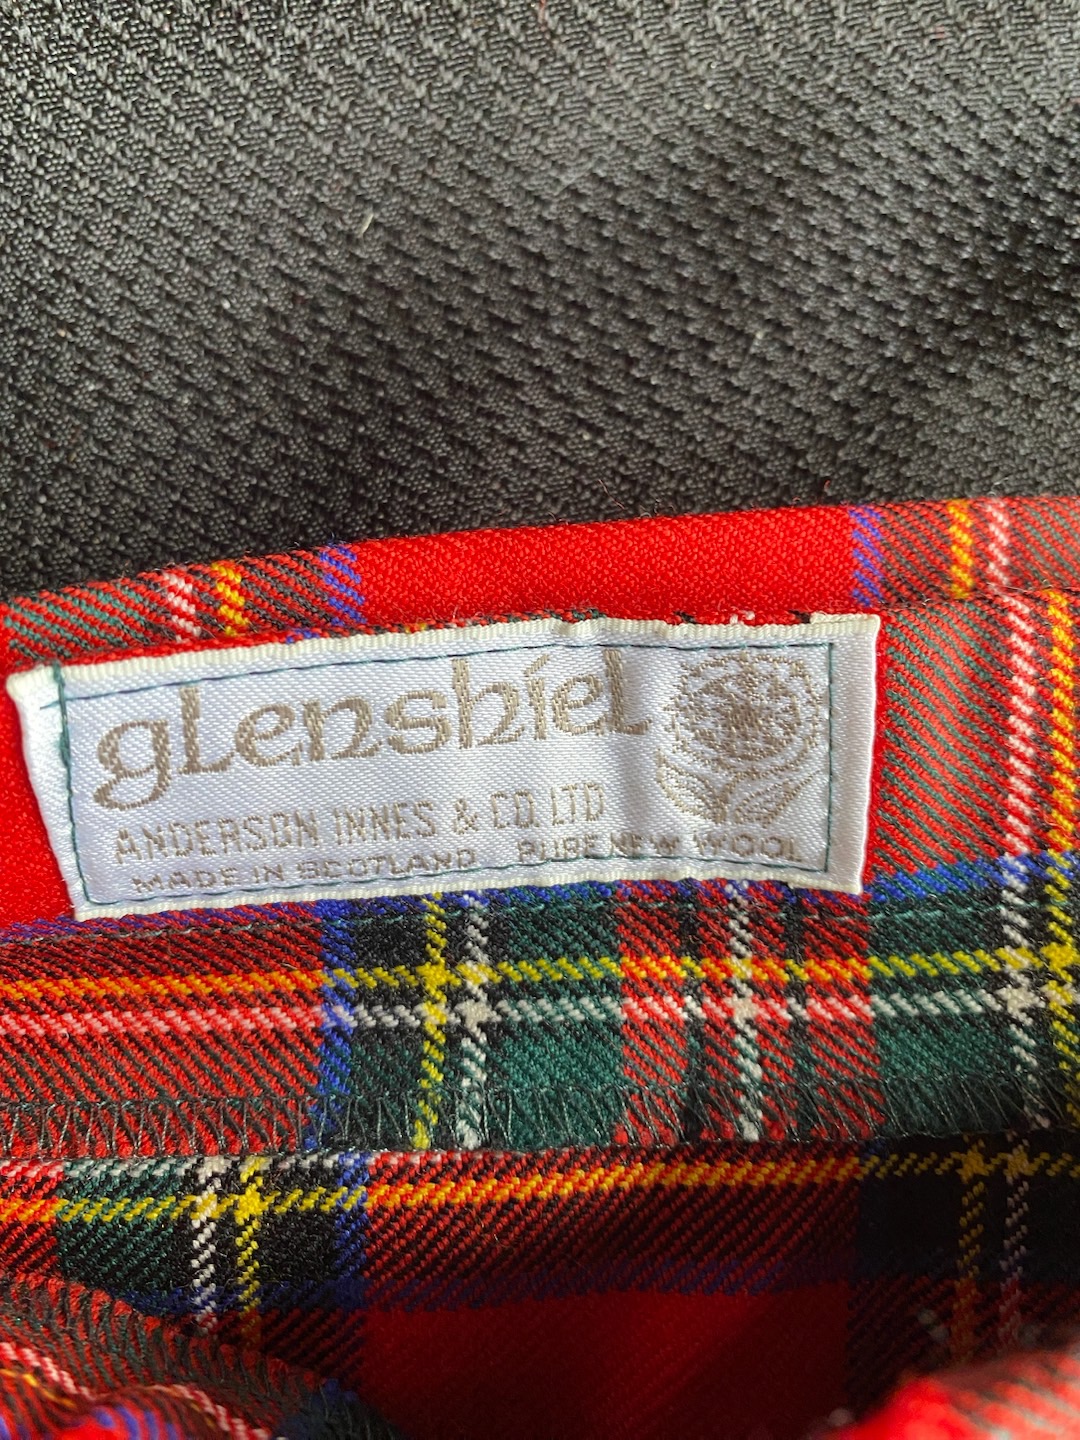 glenshiel
ANDERSON INNES & CO. LTD
MADE IN SCOTLAND PURE NEW WOOL